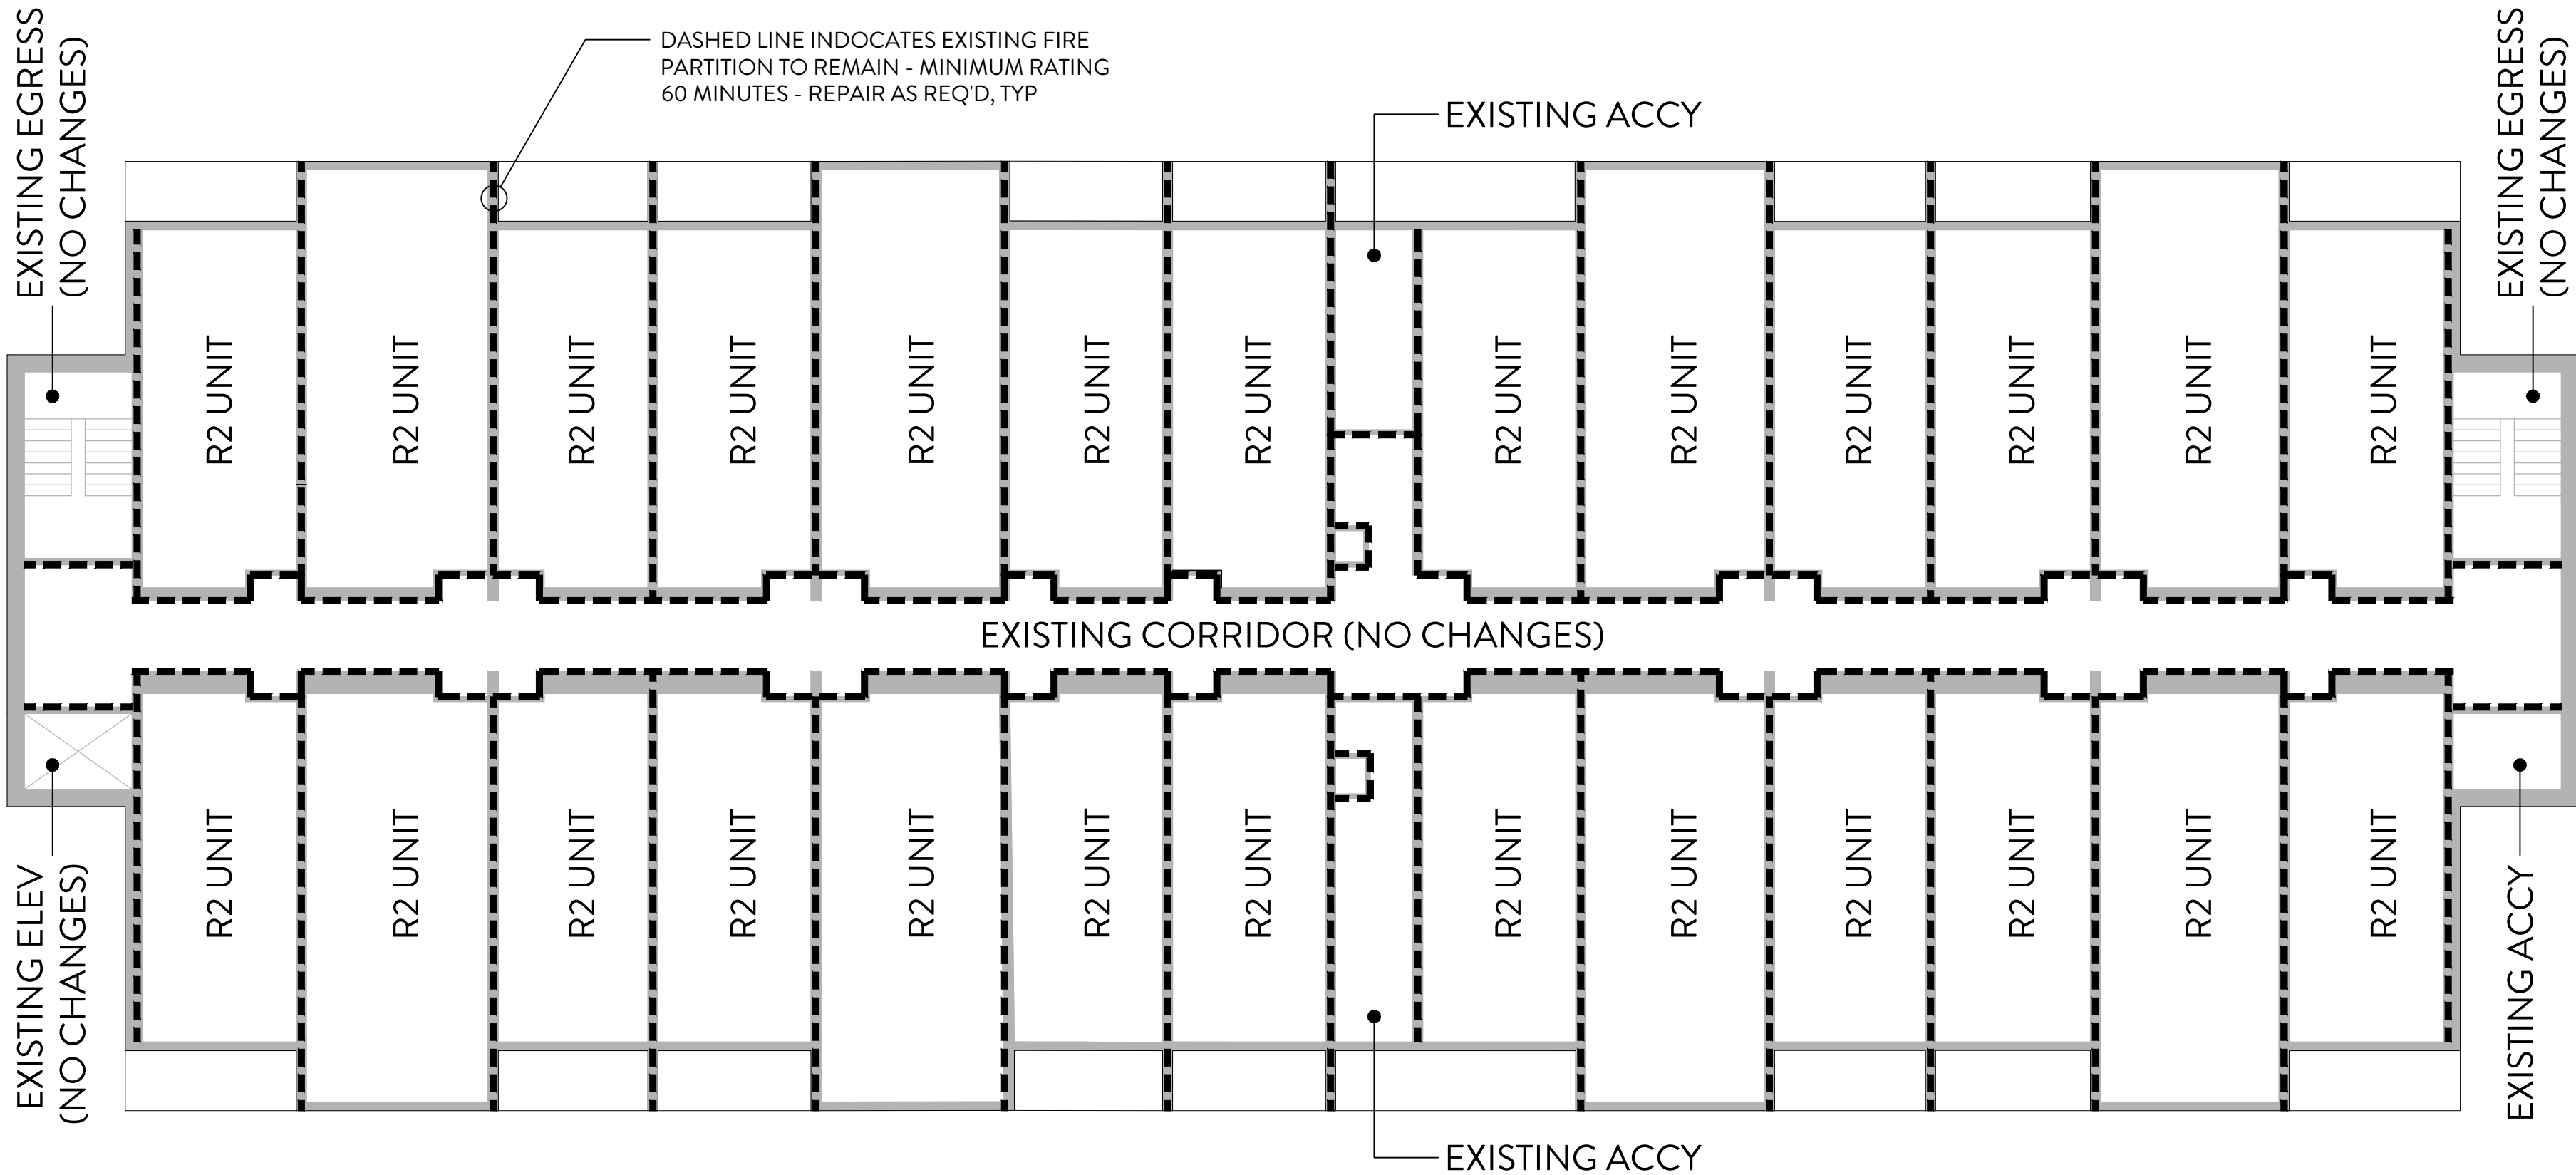 EXISTING EGRESS
(NO CHANGES)
DASHED LINE INDOCATES EXISTING FIRE
PARTITION TO REMAIN - MINIMUM RATING
60 MINUTES - REPAIR AS REQ'D, TYP
EXISTING ACCY
EXISTING EGRESS
(NO CHANGES)
R2 UNIT
R2 UNIT
R2 UNIT
R2 UNIT
R2 UNIT
R2 UNIT
R2 UNIT
R2 UNIT
R2 UNIT
R2 UNIT
R2 UNIT
R2 UNIT
R2 UNIT
EXISTING CORRIDOR (NO CHANGES)
R2 UNIT
R2 UNIT
R2 UNIT
R2 UNIT
R2 UNIT
R2 UNIT
R2 UNIT
R2 UNIT
R2 UNIT
R2 UNIT
R2 UNIT
R2 UNIT
R2 UNIT
EXISTING ELEV
(NO CHANGES)
EXISTING ACCY
EXISTING ACCY